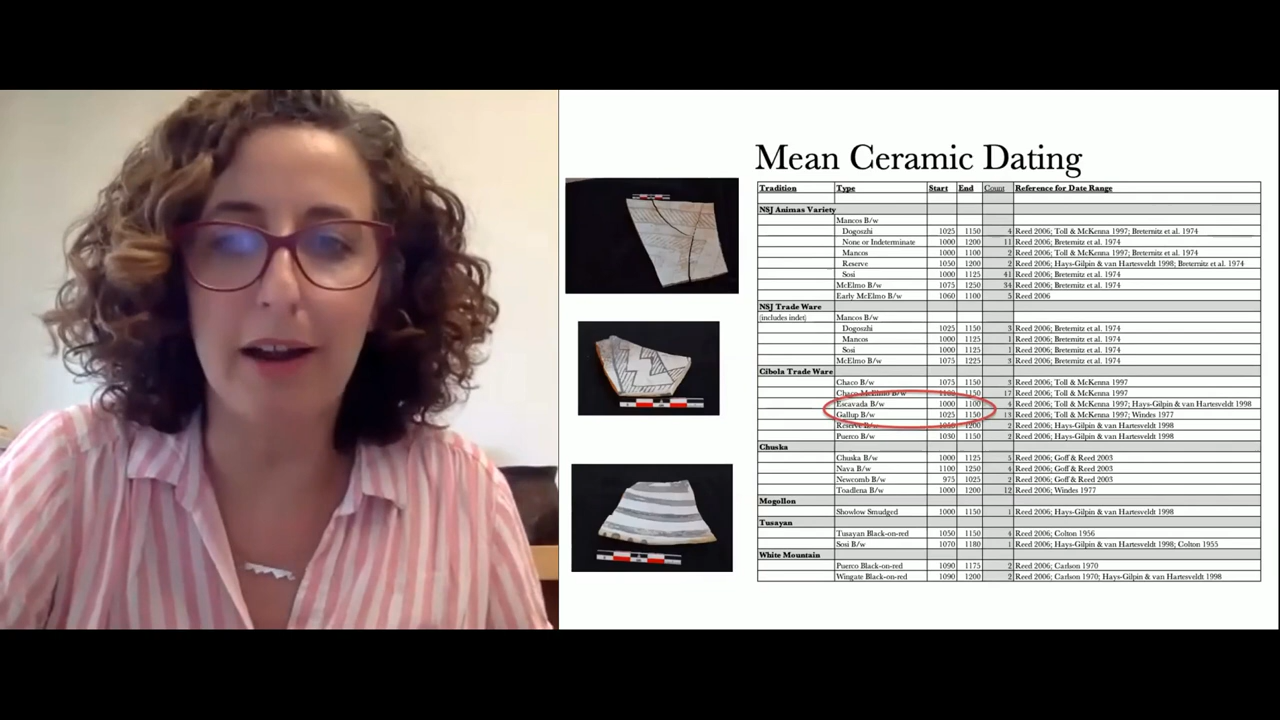 Mean Ceramic Dating
Tradition Type Start End Count Reference for Date Range
NSJ Animas Variety
Mancos B/w
Dogoszhi 1025 1150 4 Reed 2006; Toll & McKenna 1997; Breternitz et al. 1974
None or Indeterminate 1000 1200 11 Reed 2006; Breternitz et al. 1974
Mancos 1000 1100 2 Reed 2006; Toll & McKenna 1997; Breternitz et al. 1974
Reserve 1050 1200 2 Reed 2006; Hays-Gilpin & van Hartesveldt 1998; Breternitz et al. 1974
Sosi 1000 1125 41 Reed 2006; Breternitz et al. 1974
McElmo B/w 1075 1250 34 Reed 2006; Breternitz et al. 1974
Early McElmo B/w 1060 1100 5 Reed 2006
NSJ Trade Ware
(includes indet) Mancos B/w
Dogoszhi 1025 1150 3 Reed 2006; Breternitz et al. 1974
Mancos 1000 1125 1 Reed 2006; Breternitz et al. 1974
Sosi 1000 1125 1 Reed 2006; Breternitz et al. 1974
McElmo B/w 1075 1225 3 Reed 2006; Breternitz et al. 1974
Cibola Trade Ware
Chaco B/w 1075 1150 3 Reed 2006; Toll & McKenna 1997
Chaco McElmo B/w 1100 1150 17 Reed 2006; Toll & McKenna 1997
Escavada B/w 1000 1100 4 Reed 2006; Toll & McKenna 1997; Hays-Gilpin & van Hartesveldt 1998
Gallup B/w 1025 1150 13 Reed 2006; Toll & McKenna 1997; Windes 1977
Reserve B/w 1050 1200 2 Reed 2006; Hays-Gilpin & van Hartesveldt 1998
Puerco B/w 1030 1150 2 Reed 2006; Hays-Gilpin & van Hartesveldt 1998
Chuska
Chuska B/w 1000 1125 5 Reed 2006; Goff & Reed 2003
Nava B/w 1100 1250 4 Reed 2006; Goff & Reed 2003
Newcomb B/w 975 1025 2 Reed 2006; Goff & Reed 2003
Toadlena B/w 1000 1200 12 Reed 2006; Windes 1977
Mogollon
Showlow Smudged 1000 1150 1 Reed 2006; Hays-Gilpin & van Hartesveldt 1998
Tusayan
Tusayan Black-on-red 1050 1150 4 Reed 2006; Colton 1956
Sosi B/w 1070 1180 1 Reed 2006; Hays-Gilpin & van Hartesveldt 1998; Colton 1955
White Mountain
Puerco Black-on-red 1090 1175 2 Reed 2006; Carlson 1970
Wingate Black-on-red 1090 1200 2 Reed 2006; Carlson 1970; Hays-Gilpin & van Hartesveldt 1998